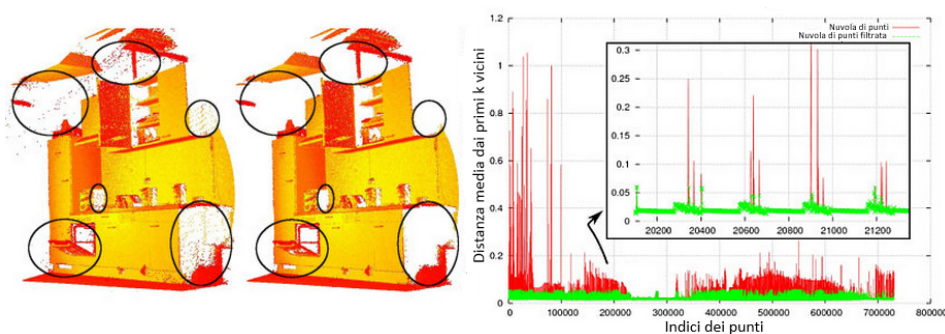 1.2
1
0.8
0.6
0.4
0.2
0
Distanza media dai primi k vicini
Nuvola di punti
Nuvola di punti filtrata
0.3
0.25
0.2
0.15
0.1
0.05
0
20200 20400 20600 20800 21000 21200
0 100000 200000 300000 400000 500000 600000 700000 800000
Indici dei punti